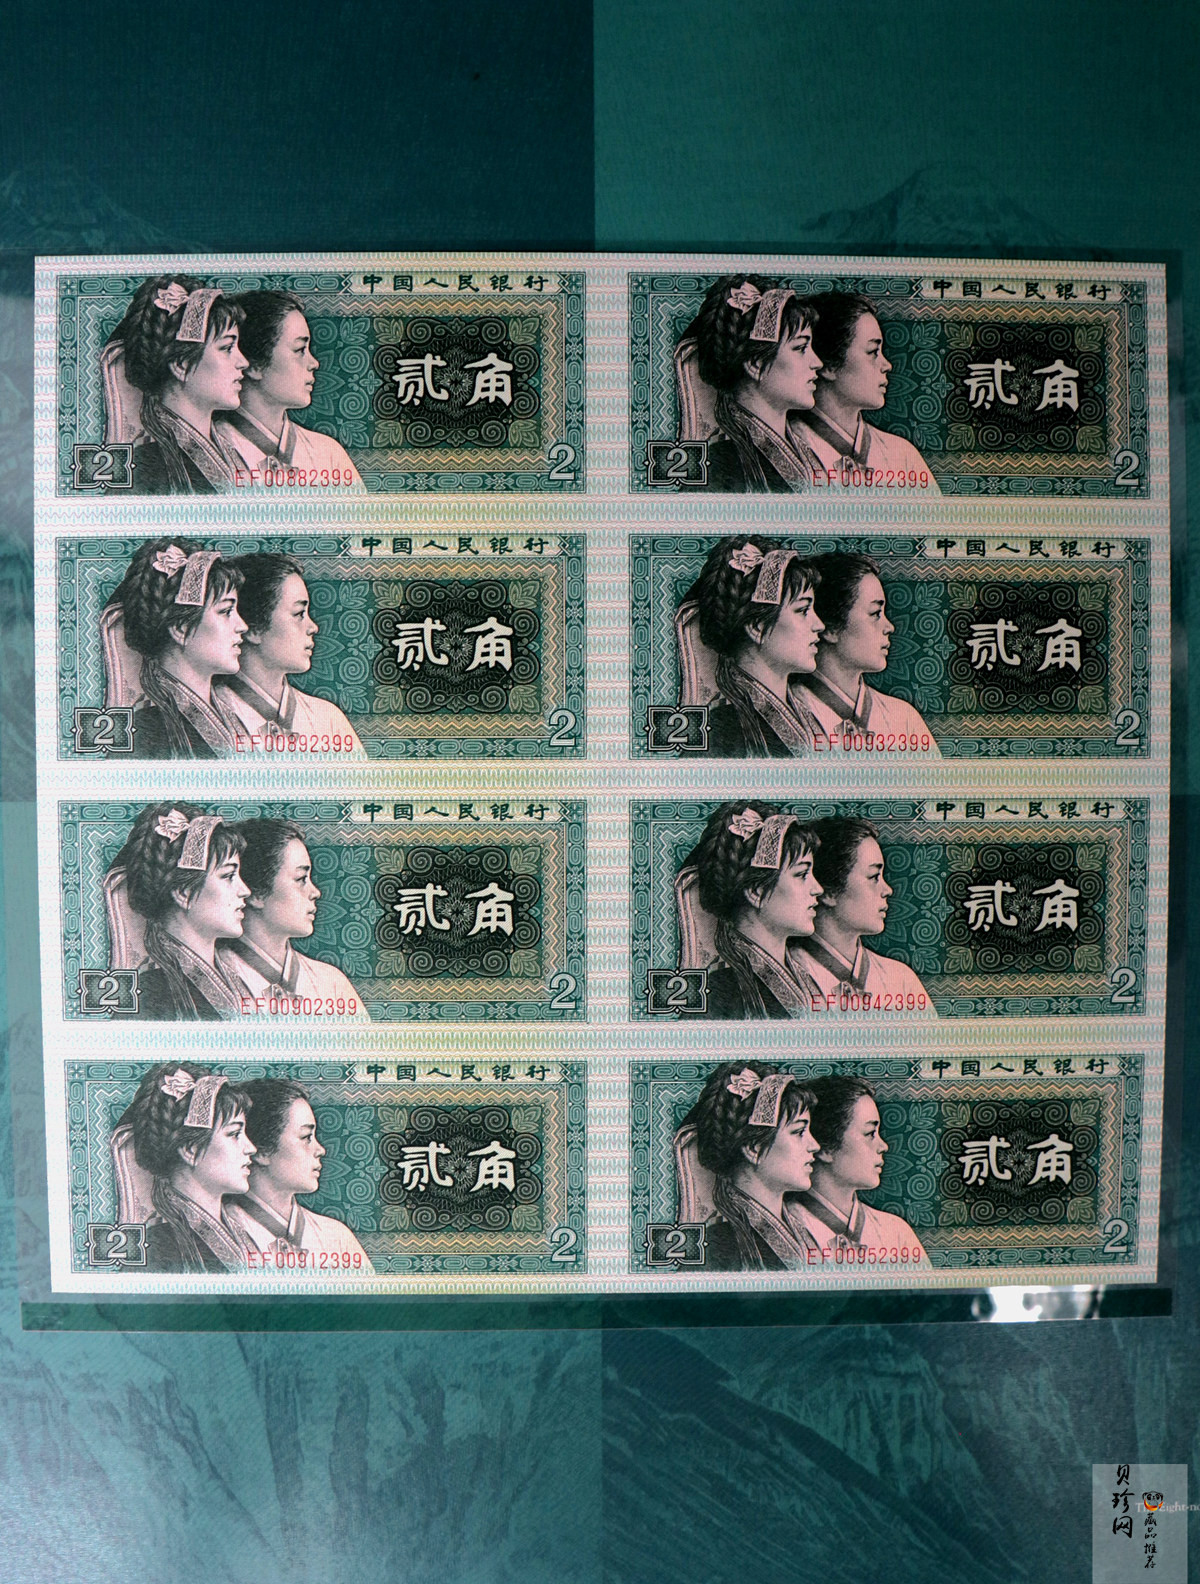 中国人民银行
贰角
2
2
EF00882399
中国人民银行
贰角
2
2
EF00922399
中国人民银行
贰角
2
2
EF00892399
中国人民银行
贰角
2
2
EF00932399
中国人民银行
贰角
2
2
EF00902399
中国人民银行
贰角
2
2
EF00942399
中国人民银行
贰角
2
2
EF00912399
中国人民银行
贰角
2
2
EF00952399
贝珍网
藏品推荐